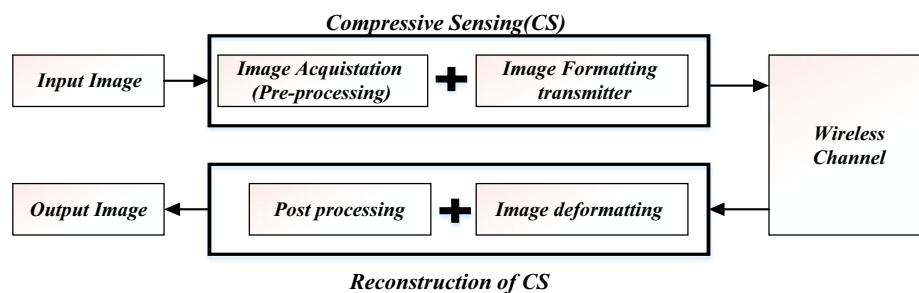 Compressive Sensing(CS)
Input Image
Image Acquistation
(Pre-processing)
Image Formatting
transmitter
Wireless
Channel
Output Image
Post processing
Image deformatting
Reconstruction of CS